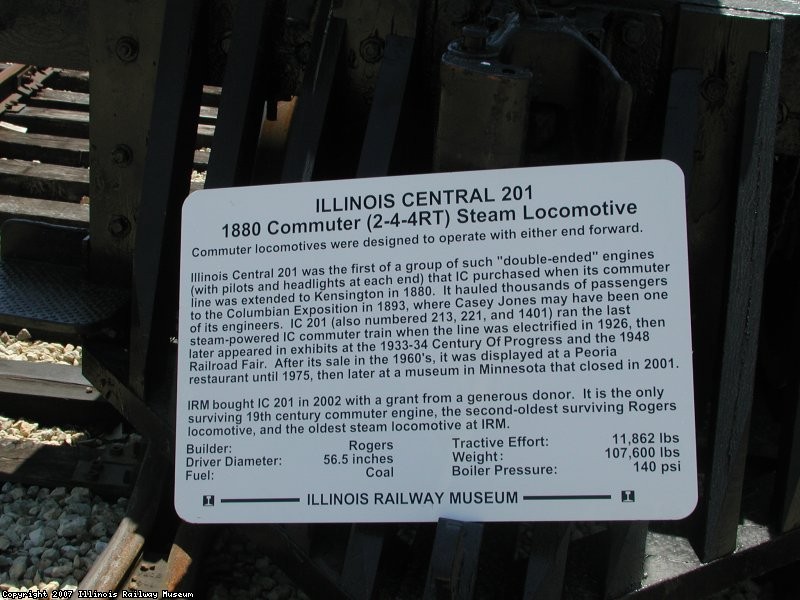 ILLINOIS CENTRAL 201
1880 Commuter (2-4-4RT) Steam Locomotive
Commuter locomotives were designed to operate with either end forward.
Illinois Central 201 was the first of a group of such "double-ended" engines
(with pilots and headlights at each end) that IC purchased when its commuter
line was extended to Kensington in 1880. It hauled thousands of passengers
to the Columbian Exposition in 1893, where Casey Jones may have been one
of its engineers. IC 201 (also numbered 213, 221, and 1401) ran the last
steam-powered IC commuter train when the line was electrified in 1926, then
later appeared in exhibits at the 1933-34 Century Of Progress and the 1948
Railroad Fair. After its sale in the 1960's, it was displayed at a Peoria
restaurant until 1975, then later at a museum in Minnesota that closed in 2001.
IRM bought IC 201 in 2002 with a grant from a generous donor. It is the only
surviving 19th century commuter engine, the second-oldest surviving Rogers
locomotive, and the oldest steam locomotive at IRM.
Builder: Rogers Tractive Effort: 11,862 lbs
Driver Diameter: 56.5 inches Weight: 107,600 lbs
Fuel: Coal Boiler Pressure: 140 psi
ILLINOIS RAILWAY MUSEUM
Copyright 2007 Illinois Railway Museum